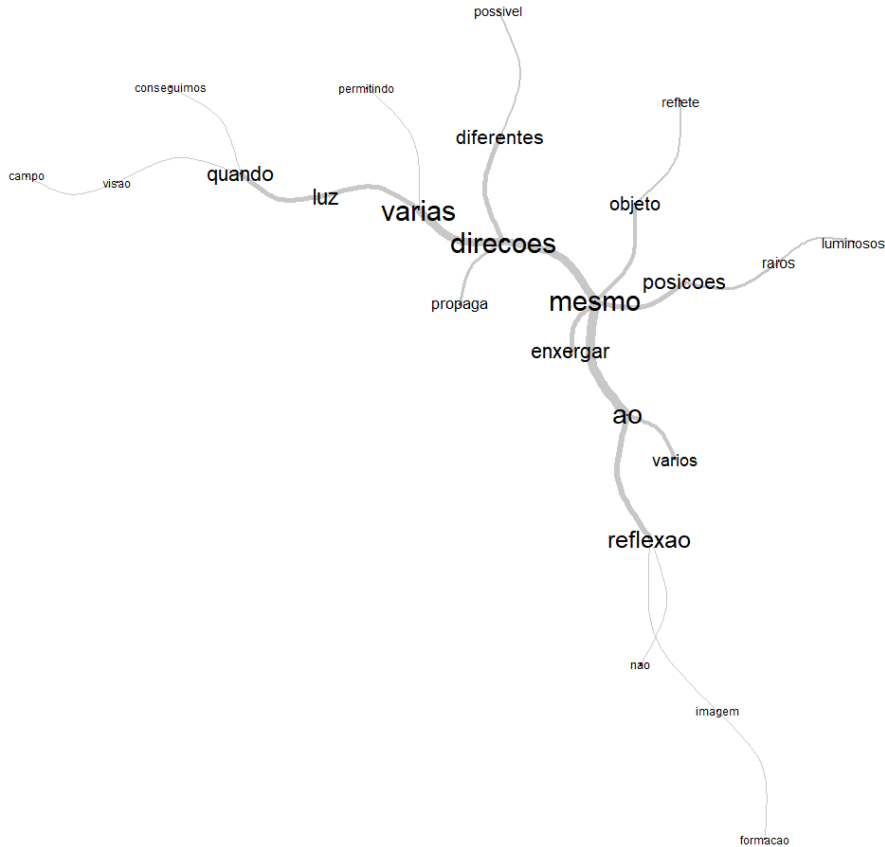 possivel
conseguimos
permitindo
reflete
diferentes
campo
visao
quando
luz
varias
objeto
direcoes
luminosos
raios
posicoes
propaga
mesmo
enxergar
ao
varios
reflexao
nao
imagem
formacao